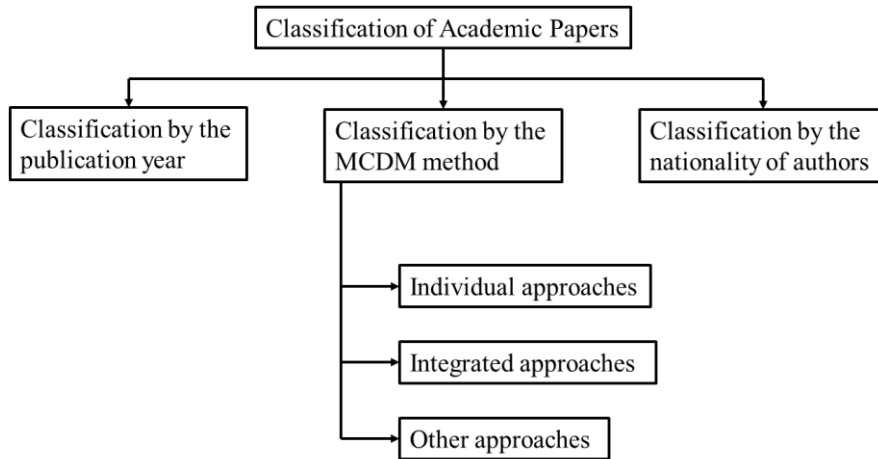 Classification of Academic Papers
Classification by the
publication year
Classification by the
MCDM method
Classification by the
nationality of authors
Individual approaches
Integrated approaches
Other approaches